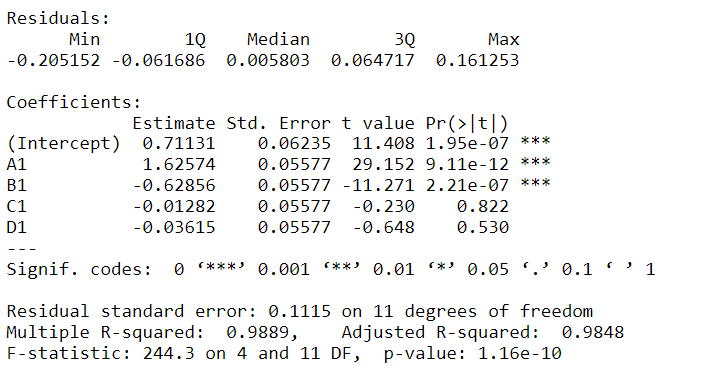 Residuals:
      Min        1Q    Median        3Q       Max
-0.205152 -0.061686  0.005803  0.064717  0.161253

Coefficients:
            Estimate Std. Error t value Pr(>|t|)
(Intercept)  0.71131    0.06235  11.408 1.95e-07 ***
A1           1.62574    0.05577  29.152 9.11e-12 ***
B1          -0.62856    0.05577 -11.271 2.21e-07 ***
C1          -0.01282    0.05577  -0.230    0.822
D1          -0.03615    0.05577  -0.648    0.530
---
Signif. codes:  0 ‘***’ 0.001 ‘**’ 0.01 ‘*’ 0.05 ‘.’ 0.1 ‘ ’ 1

Residual standard error: 0.1115 on 11 degrees of freedom
Multiple R-squared:  0.9889,    Adjusted R-squared:  0.9848
F-statistic: 244.3 on 4 and 11 DF,  p-value: 1.16e-10